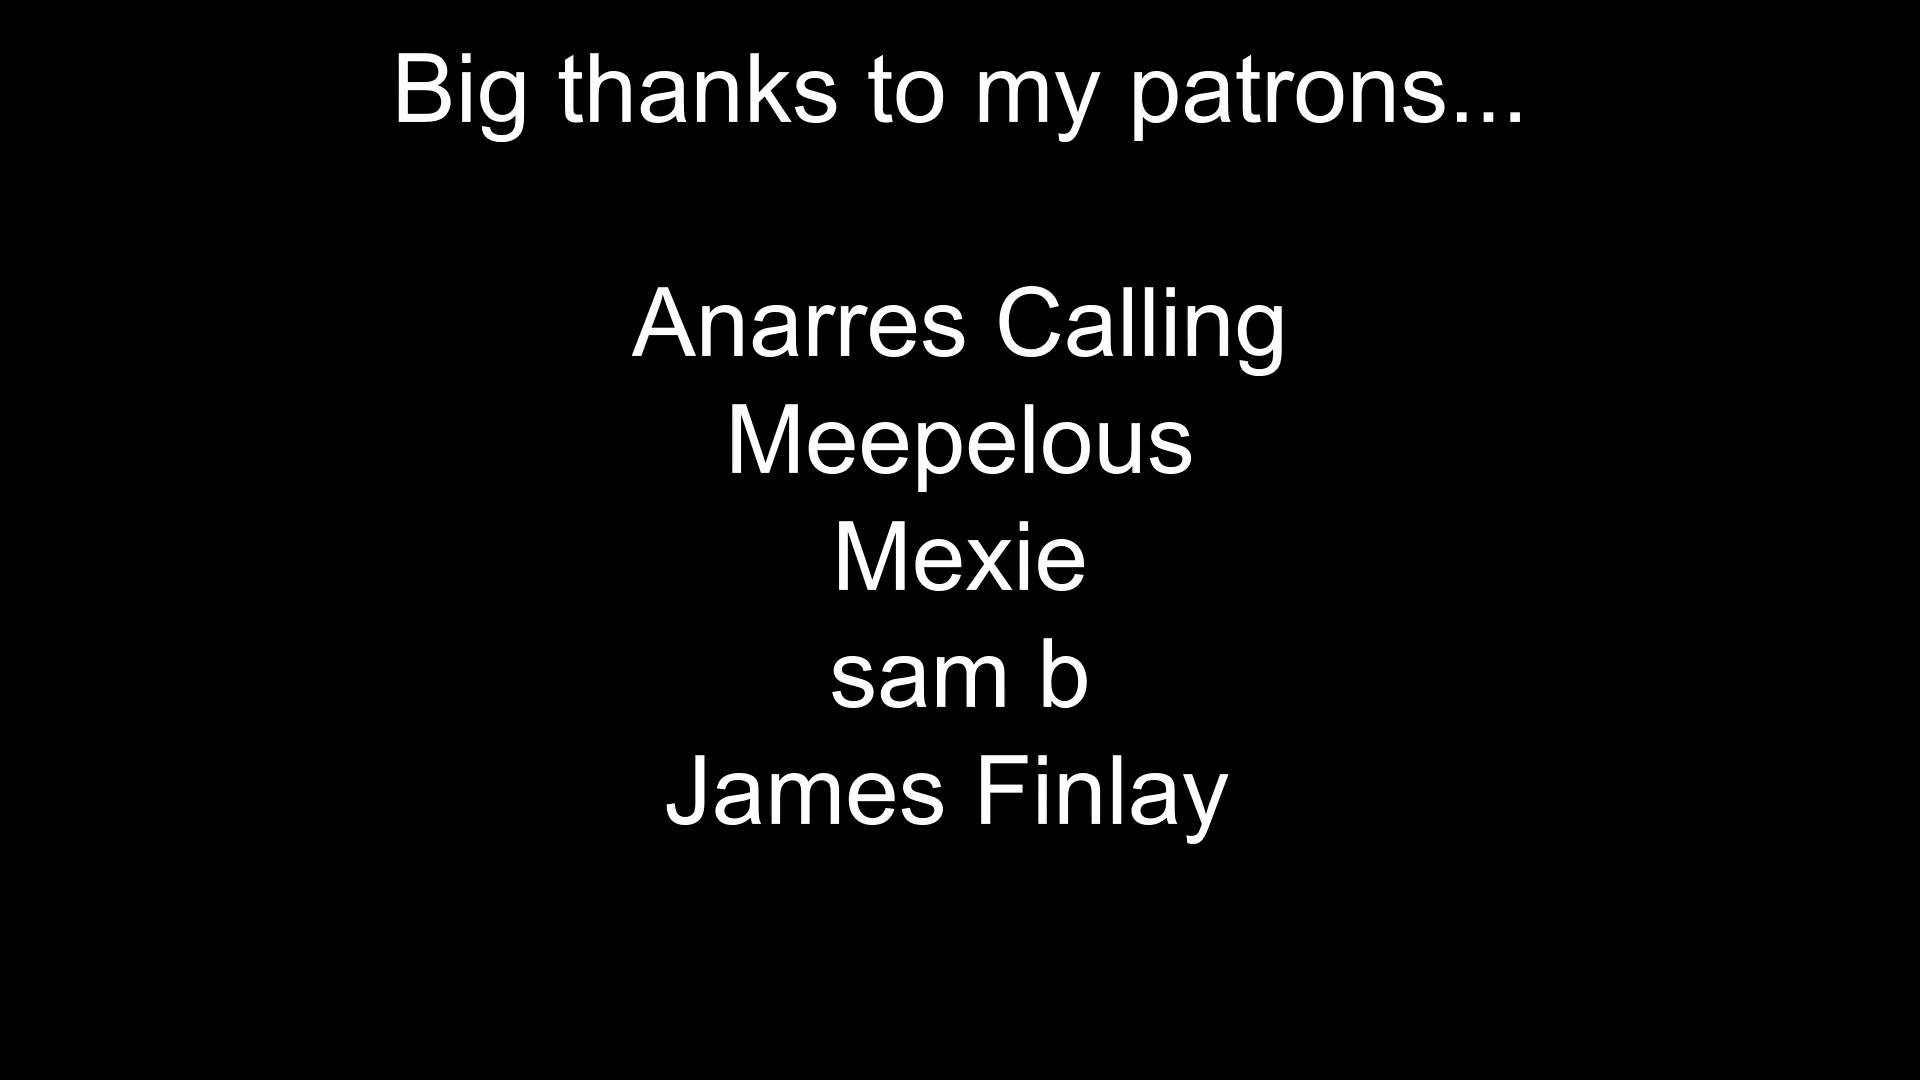 Big thanks to my patrons...
Anarres Calling
Meepelous
Mexie
sam b
James Finlay